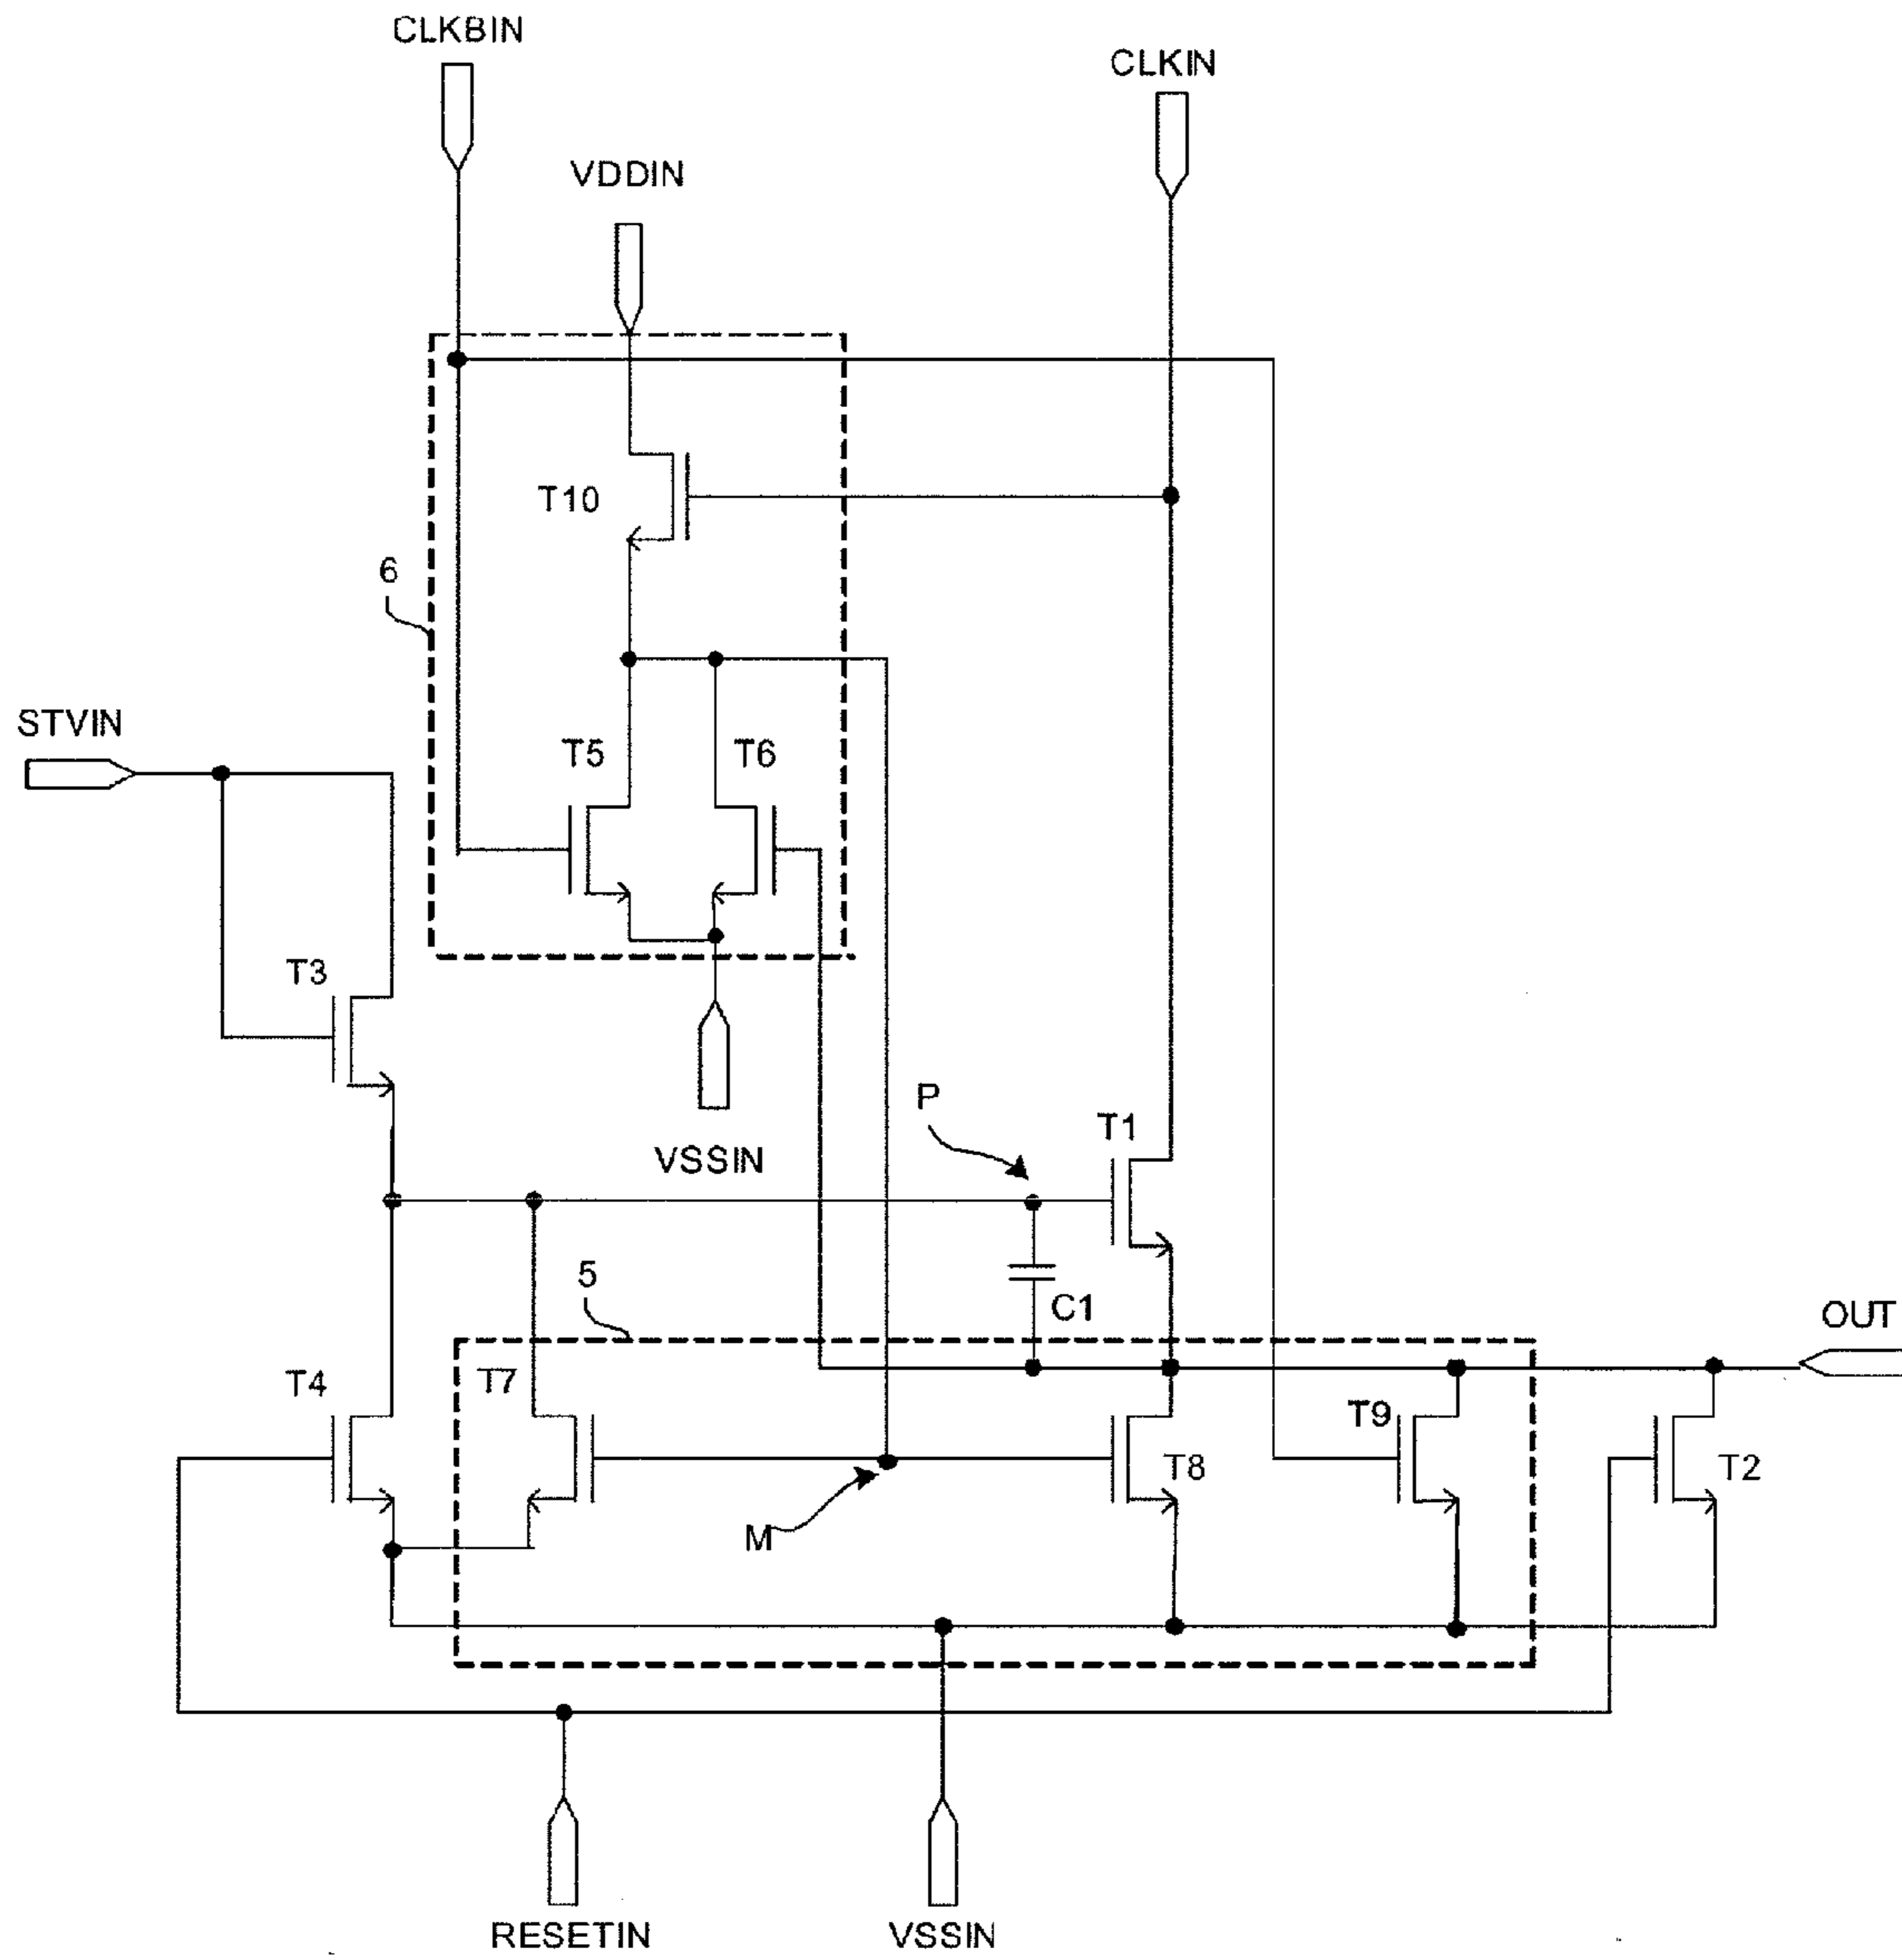 CLKBIN
CLKIN
VDDIN
T10
6
STVIN
T5
T6
T3
P
T1
VSSIN
5
C1
OUT
T4
T7
T9
T8
T2
M
RESETIN
VSSIN